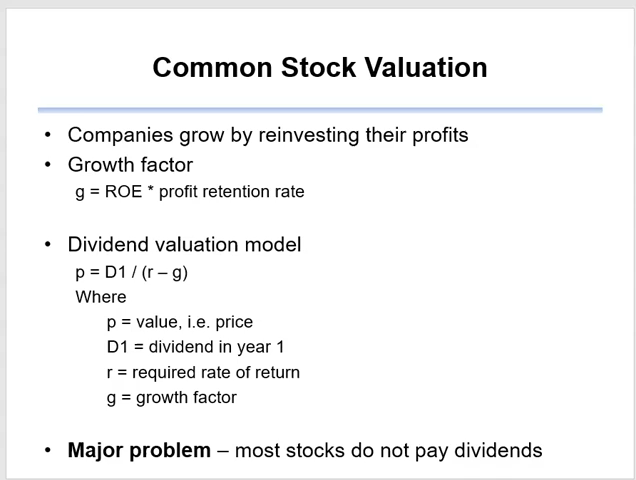 Common Stock Valuation
• Companies grow by reinvesting their profits
• Growth factor
g = ROE * profit retention rate
• Dividend valuation model
p = D1 / (r – g)
Where
p = value, i.e. price
D1 = dividend in year 1
r = required rate of return
g = growth factor
• Major problem – most stocks do not pay dividends